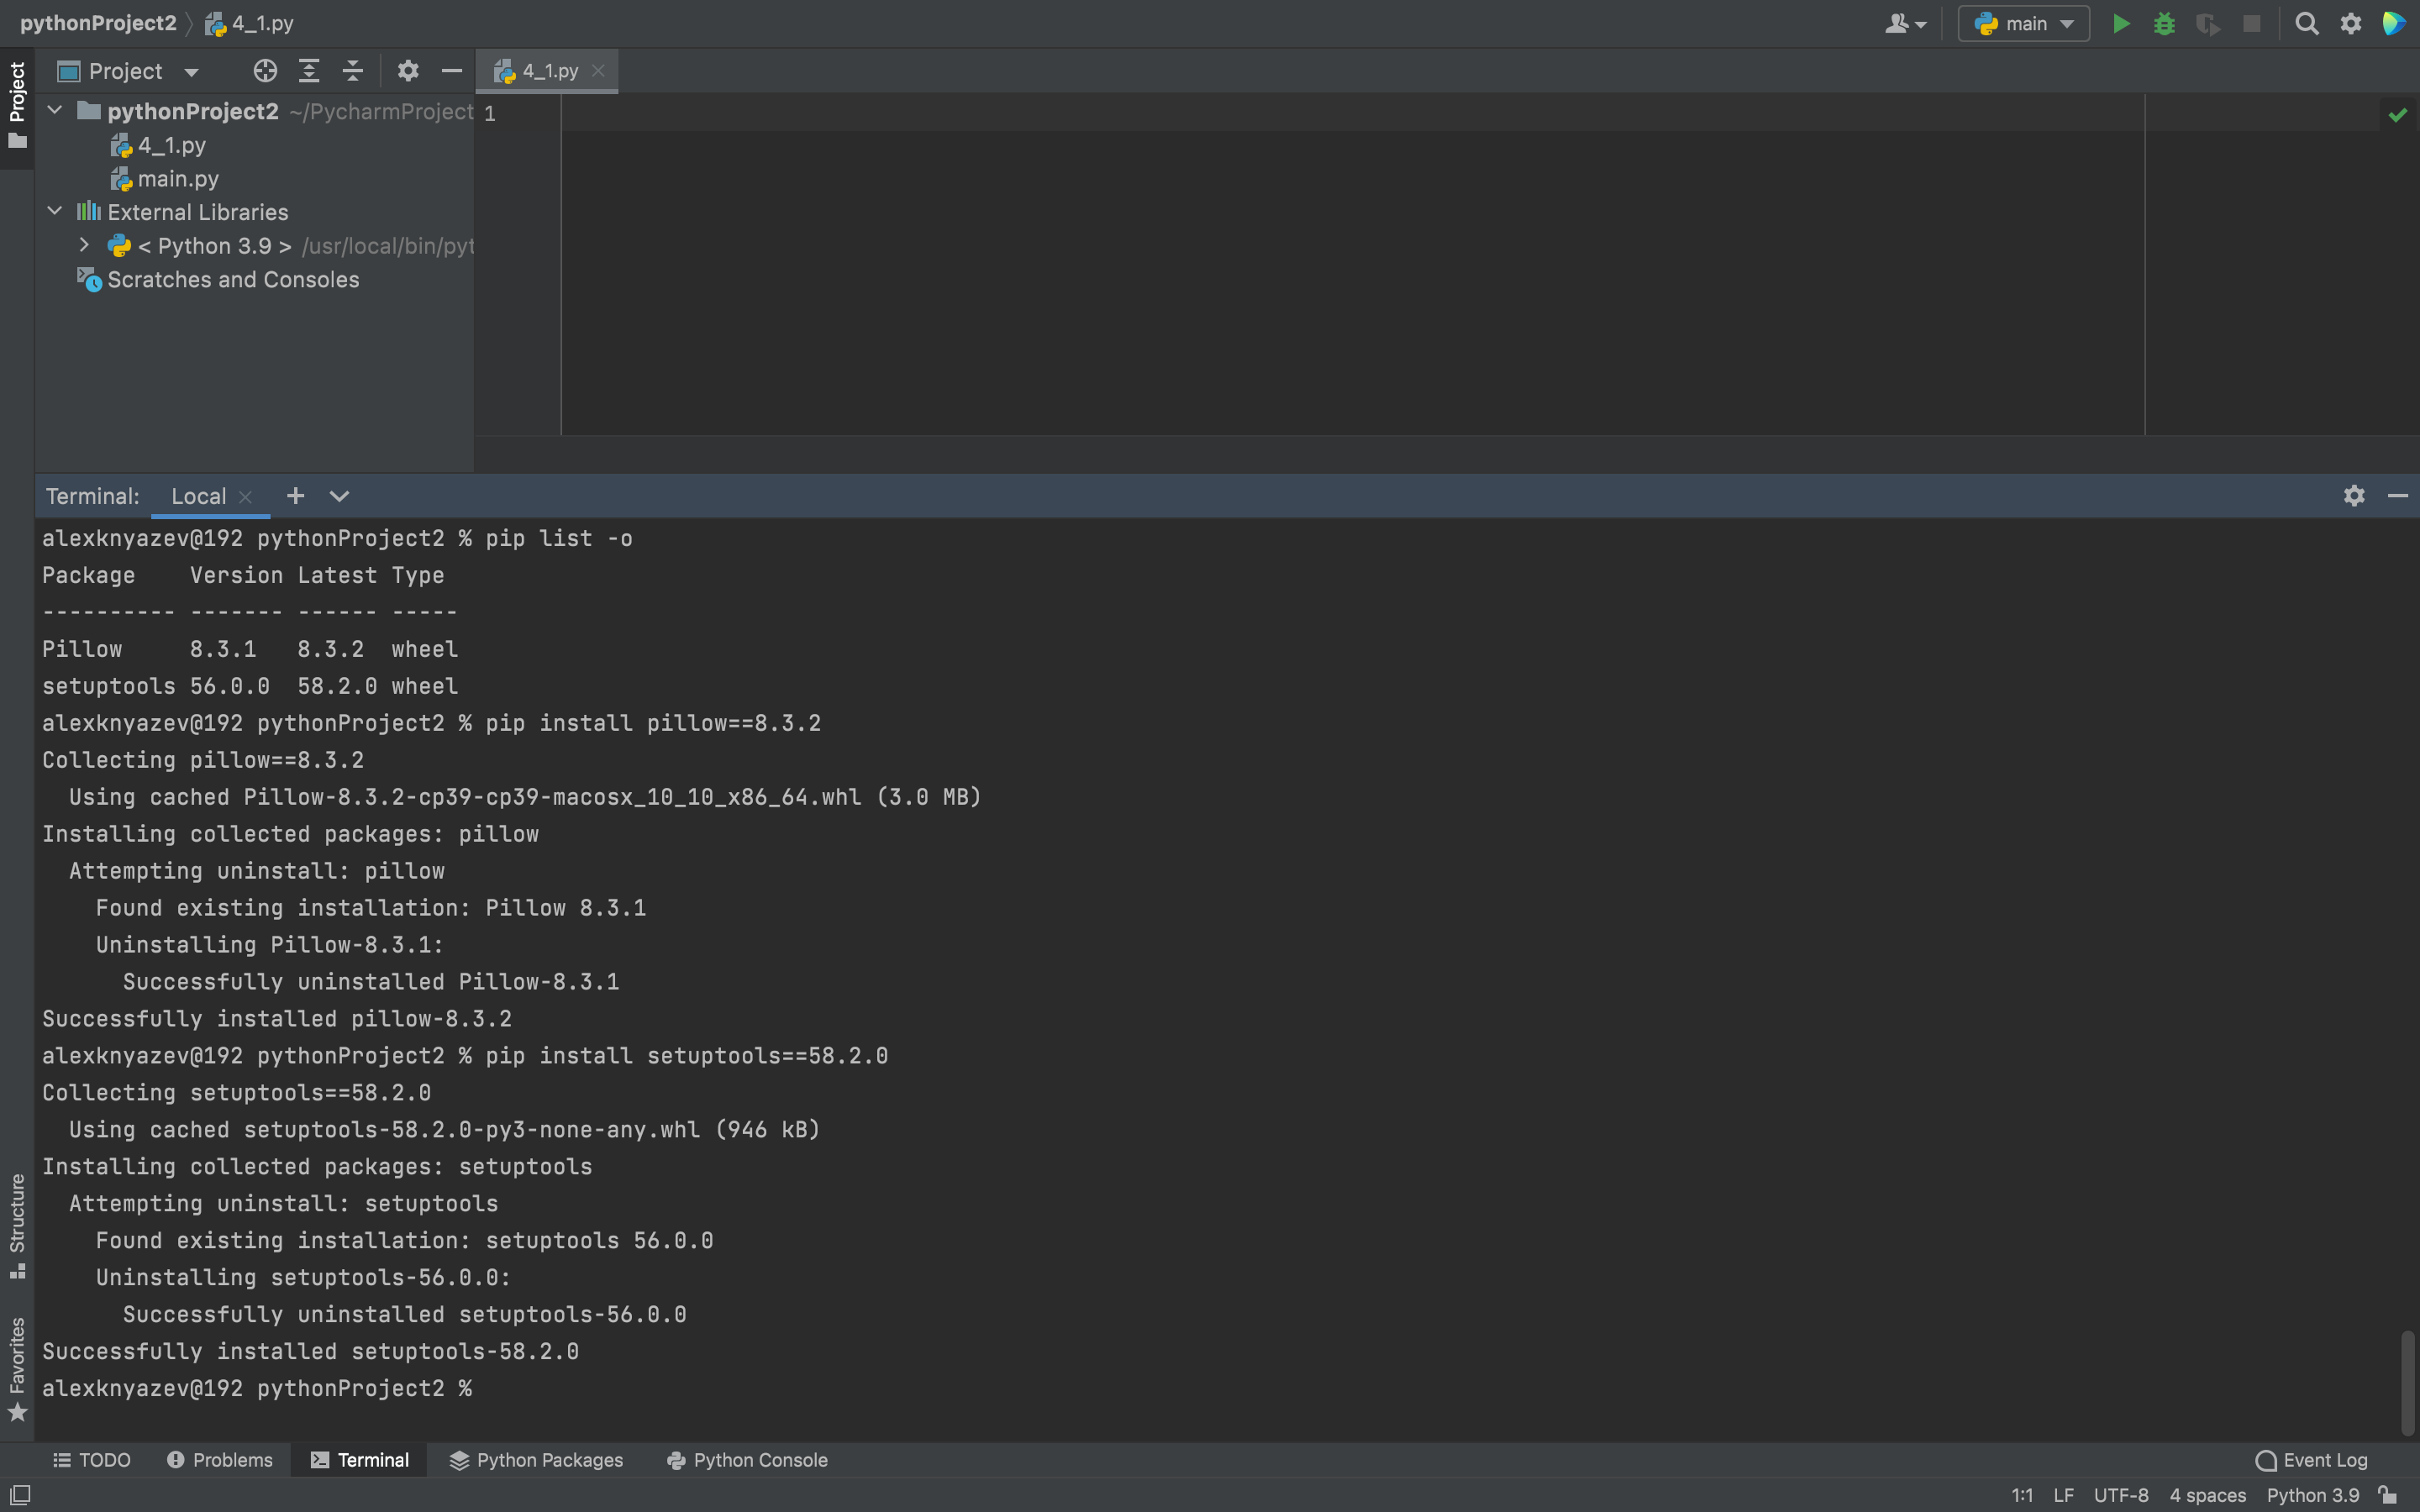 pythonProject2 4_1.py
main
Project
Project
4_1.py
pythonProject2 ~/PycharmProject
4_1.py
main.py
External Libraries
< Python 3.9 > /usr/local/bin/pyt
Scratches and Consoles
1
Terminal: Local
alexknyazev@192 pythonProject2 % pip list -o
Package    Version Latest Type
---------- ------- ------ -----
Pillow     8.3.1   8.3.2  wheel
setuptools 56.0.0  58.2.0 wheel
alexknyazev@192 pythonProject2 % pip install pillow==8.3.2
Collecting pillow==8.3.2
  Using cached Pillow-8.3.2-cp39-cp39-macosx_10_10_x86_64.whl (3.0 MB)
Installing collected packages: pillow
  Attempting uninstall: pillow
    Found existing installation: Pillow 8.3.1
    Uninstalling Pillow-8.3.1:
      Successfully uninstalled Pillow-8.3.1
Successfully installed pillow-8.3.2
alexknyazev@192 pythonProject2 % pip install setuptools==58.2.0
Collecting setuptools==58.2.0
  Using cached setuptools-58.2.0-py3-none-any.whl (946 kB)
Installing collected packages: setuptools
  Attempting uninstall: setuptools
    Found existing installation: setuptools 56.0.0
    Uninstalling setuptools-56.0.0:
      Successfully uninstalled setuptools-56.0.0
Successfully installed setuptools-58.2.0
alexknyazev@192 pythonProject2 %
Structure
Favorites
TODO Problems Terminal Python Packages Python Console Event Log
1:1 LF UTF-8 4 spaces Python 3.9